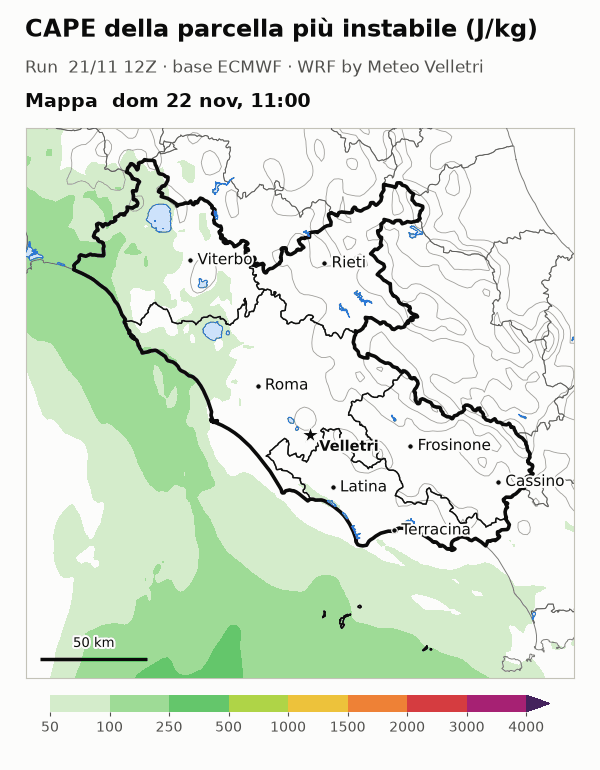 CAPE della parcella più instabile (J/kg)
Run  21/11 12Z · base ECMWF · WRF by Meteo Velletri
Mappa  dom 22 nov, 11:00
Viterbo
Rieti
Roma
Velletri
Frosinone
Cassino
Latina
Terracina
50 km
50 100 250 500 1000 1500 2000 3000 4000